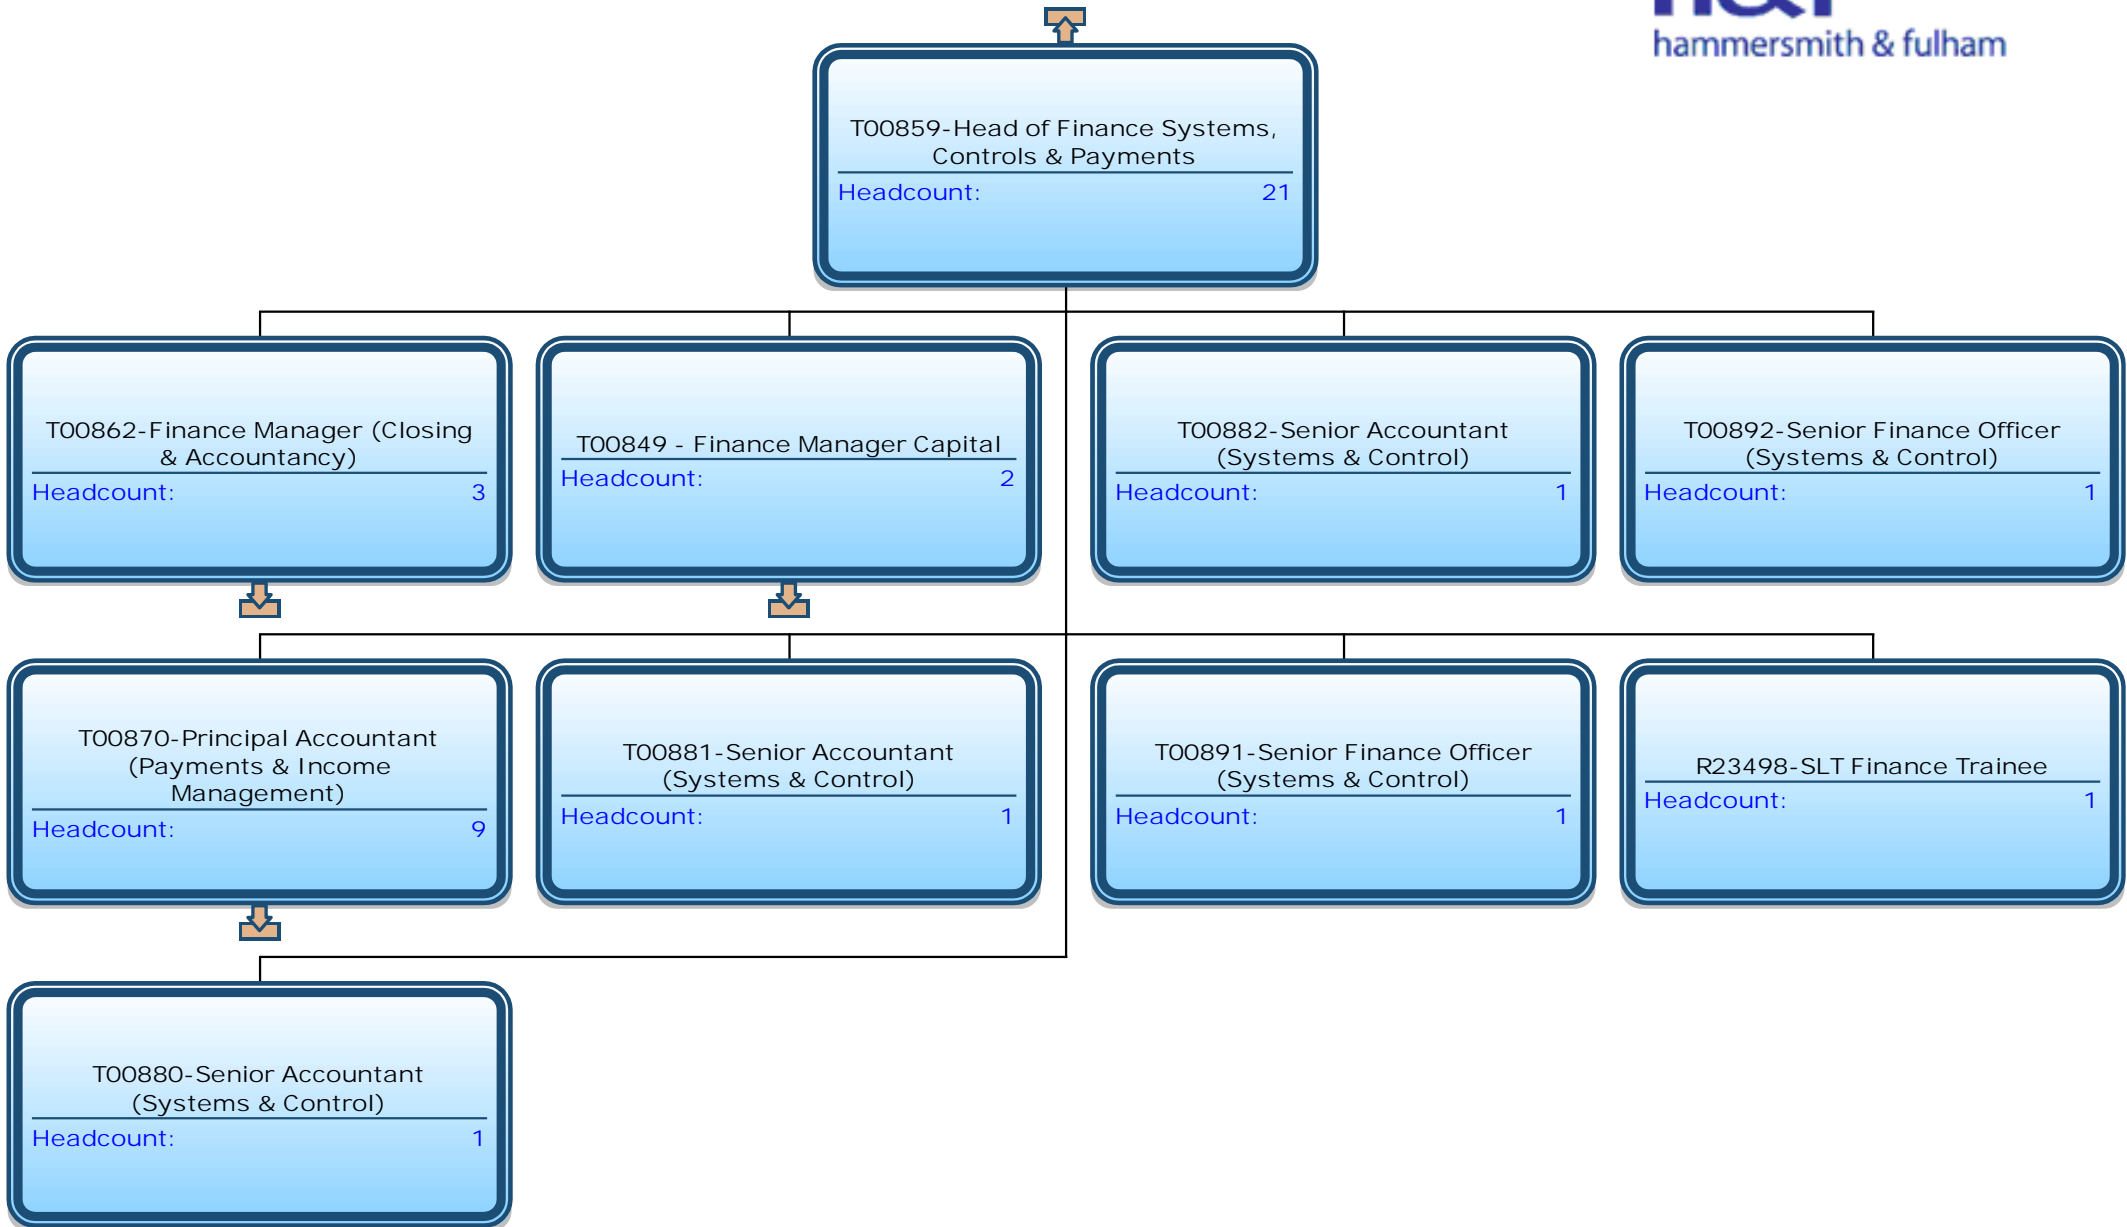 hammersmith & fulham
T00859-Head of Finance Systems,
Controls & Payments
Headcount: 21
T00862-Finance Manager (Closing
& Accountancy)
Headcount: 3
T00849 - Finance Manager Capital
Headcount: 2
T00882-Senior Accountant
(Systems & Control)
Headcount: 1
T00892-Senior Finance Officer
(Systems & Control)
Headcount: 1
T00870-Principal Accountant
(Payments & Income
Management)
Headcount: 9
T00881-Senior Accountant
(Systems & Control)
Headcount: 1
T00891-Senior Finance Officer
(Systems & Control)
Headcount: 1
R23498-SLT Finance Trainee
Headcount: 1
T00880-Senior Accountant
(Systems & Control)
Headcount: 1